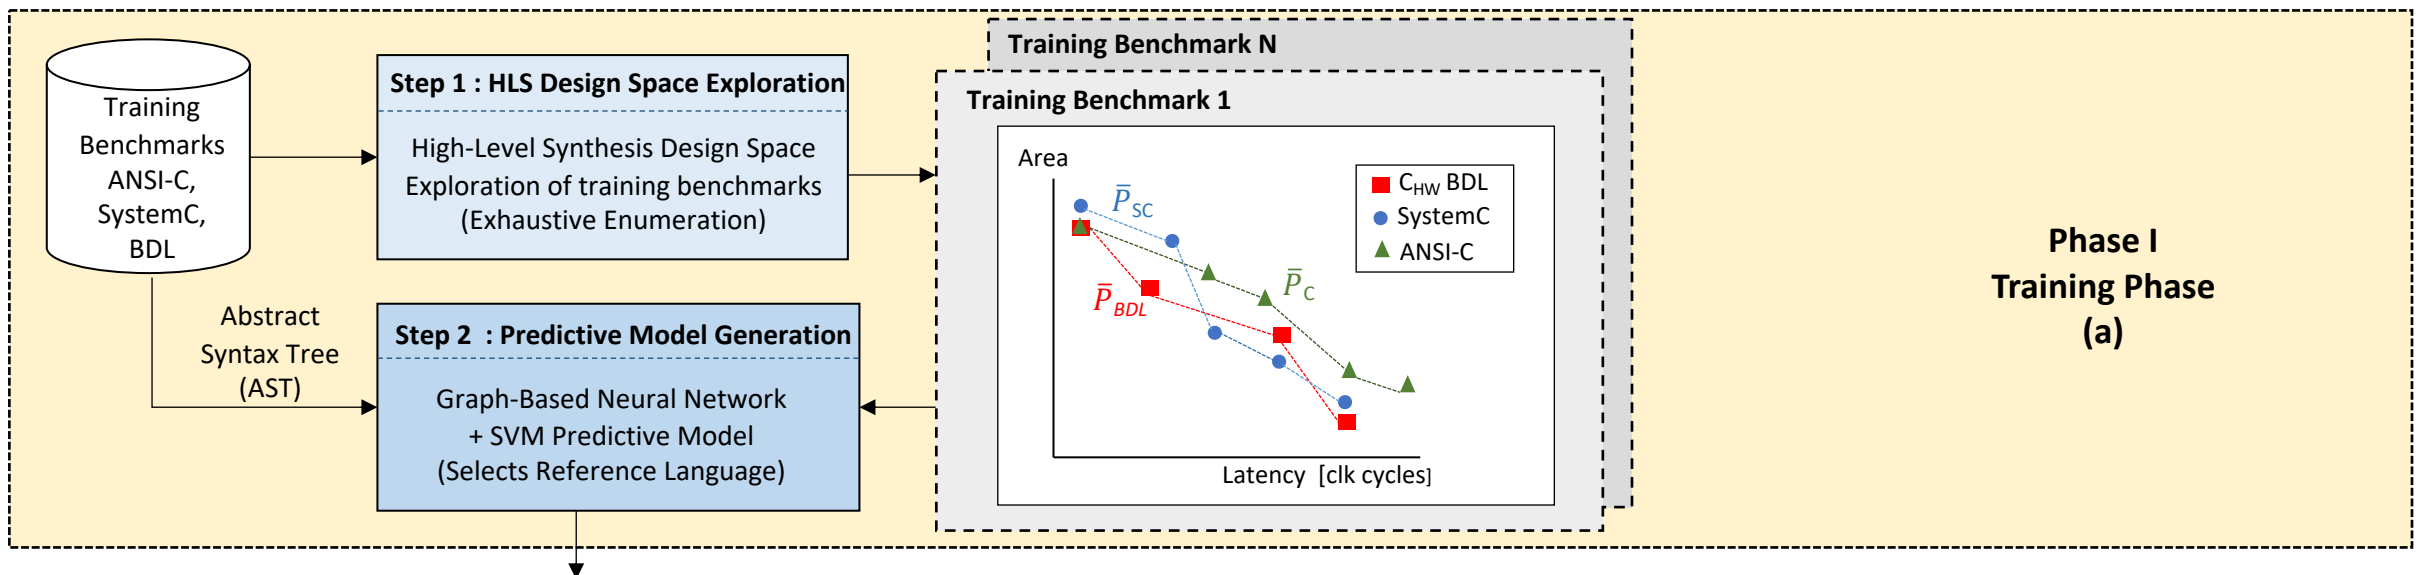 Training
Benchmarks
ANSI-C,
SystemC,
BDL
Step 1 : HLS Design Space Exploration
High-Level Synthesis Design Space
Exploration of training benchmarks
(Exhaustive Enumeration)
Abstract
Syntax Tree
(AST)
Step 2 : Predictive Model Generation
Graph-Based Neural Network
+ SVM Predictive Model
(Selects Reference Language)
Training Benchmark N
Training Benchmark 1
Area
P̅SC
P̅BDL
P̅C
CHW BDL
SystemC
ANSI-C
Latency [clk cycles]
Phase I
Training Phase
(a)